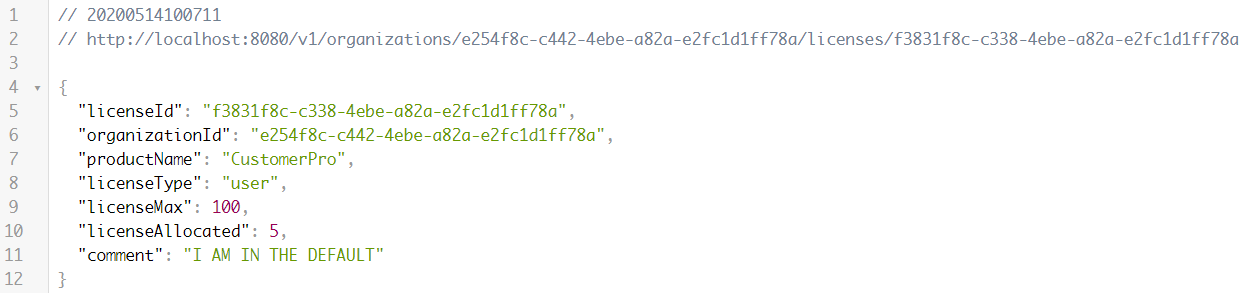 1 // 20200514100711
2 // http://localhost:8080/v1/organizations/e254f8c-c442-4ebe-a82a-e2fc1d1ff78a/licenses/f3831f8c-c338-4ebe-a82a-e2fc1d1ff78a
3
4 {
5 "licenseId": "f3831f8c-c338-4ebe-a82a-e2fc1d1ff78a",
6 "organizationId": "e254f8c-c442-4ebe-a82a-e2fc1d1ff78a",
7 "productName": "CustomerPro",
8 "licenseType": "user",
9 "licenseMax": 100,
10 "licenseAllocated": 5,
11 "comment": "I AM IN THE DEFAULT"
12 }